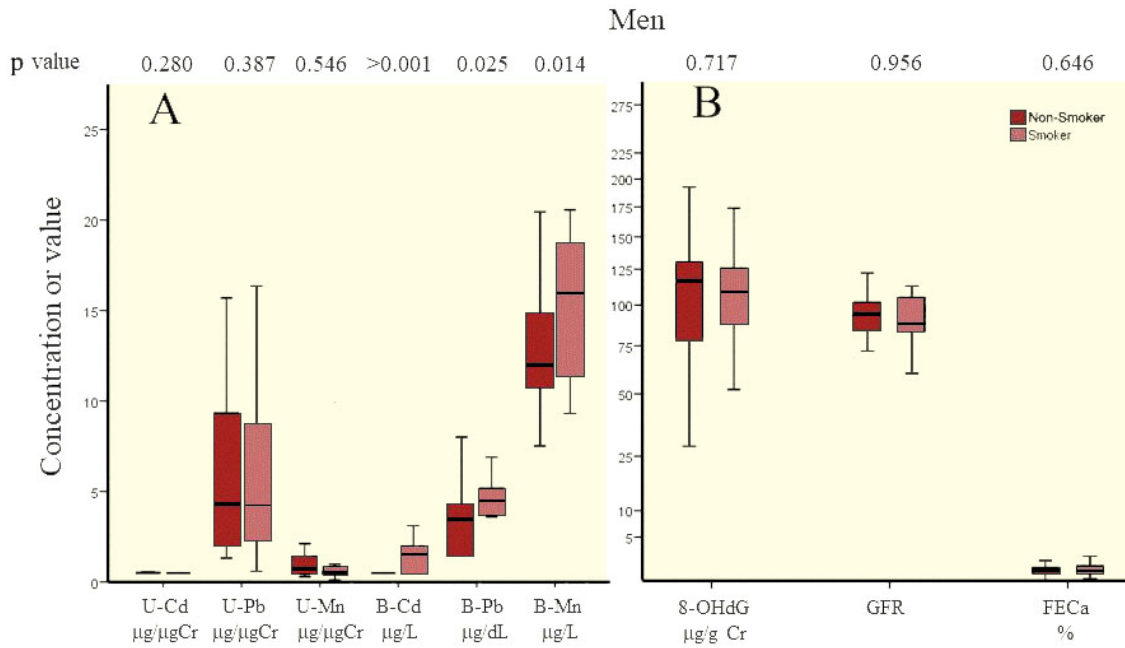 Men
p value 0.280 0.387 0.546 >0.001 0.025 0.014 0.717 0.956 0.646
A
B
Non-Smoker
Smoker
Concentration or value
25
20
15
10
5
0
275
225
200
175
150
125
100
75
50
25
10
5
U-Cd U-Pb U-Mn B-Cd B-Pb B-Mn 8-OHdG GFR FECa
µg/µgCr µg/µgCr µg/µgCr µg/L µg/dL µg/L µg/g Cr %